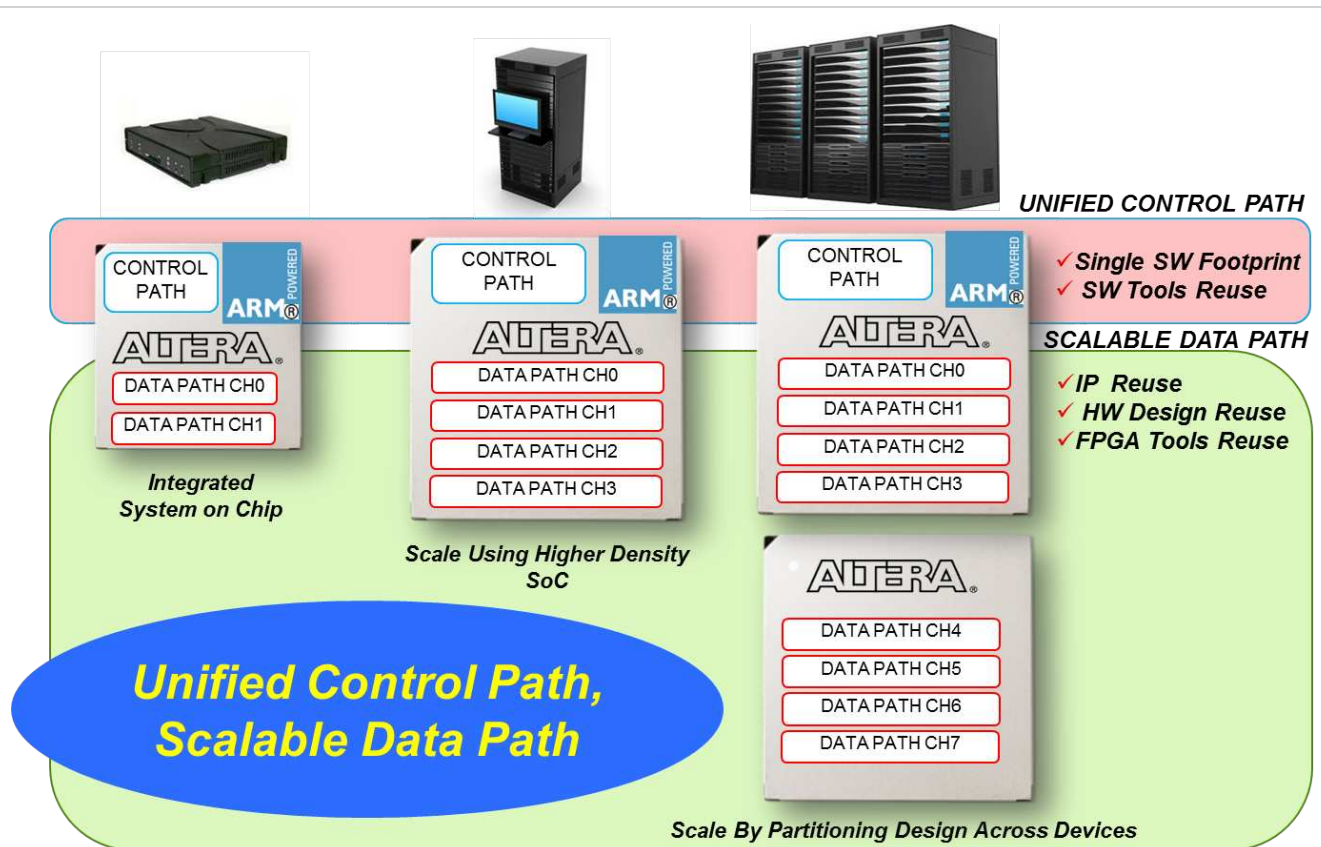 UNIFIED CONTROL PATH
✓Single SW Footprint
✓ SW Tools Reuse
CONTROL
PATH
ARM®
POWERED
ALTERA®
DATA PATH CH0
DATA PATH CH1
Integrated
System on Chip
CONTROL
PATH
ARM®
POWERED
ALTERA®
DATA PATH CH0
DATA PATH CH1
DATA PATH CH2
DATA PATH CH3
Scale Using Higher Density
SoC
CONTROL
PATH
ARM®
POWERED
ALTERA®
DATA PATH CH0
DATA PATH CH1
DATA PATH CH2
DATA PATH CH3
SCALABLE DATA PATH
✓IP Reuse
✓ HW Design Reuse
✓FPGA Tools Reuse
ALTERA®
DATA PATH CH4
DATA PATH CH5
DATA PATH CH6
DATA PATH CH7
Scale By Partitioning Design Across Devices
Unified Control Path,
Scalable Data Path